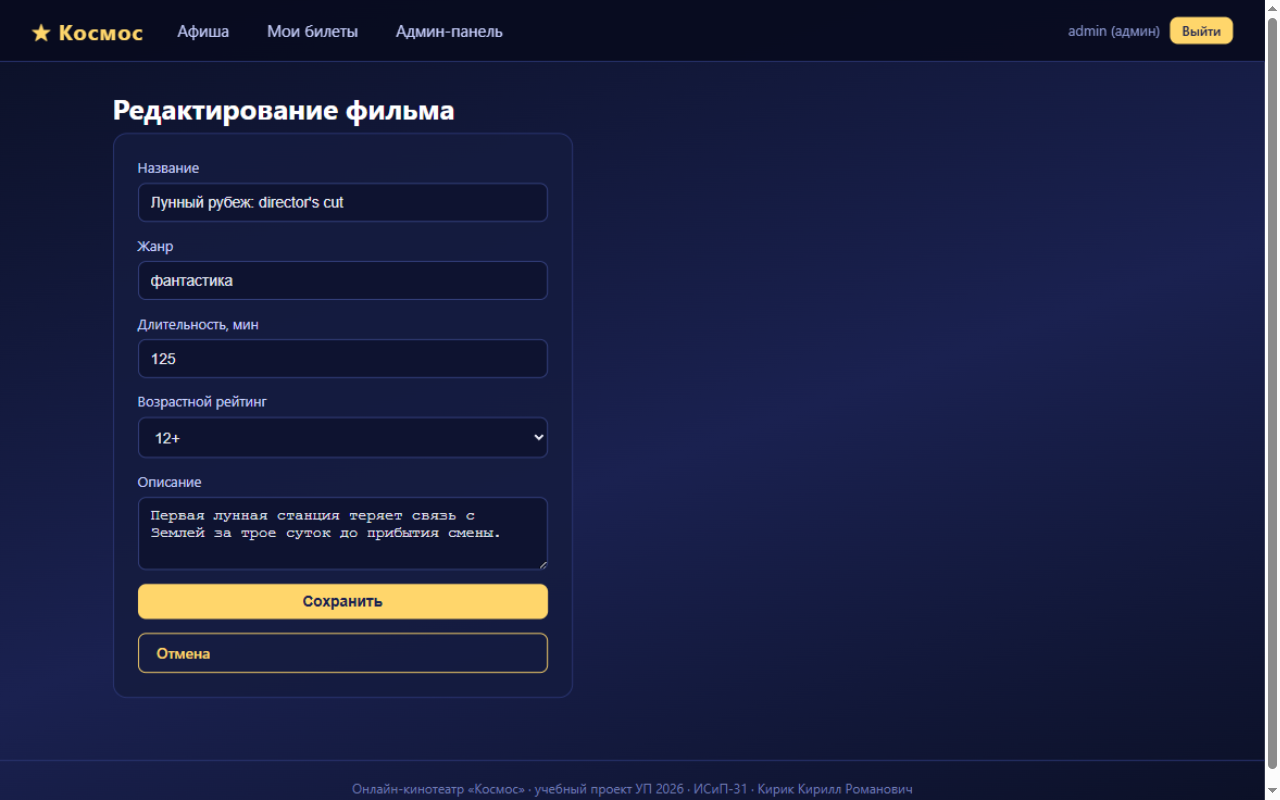 ★ Космос Афиша Мои билеты Админ-панель admin (админ) Выйти
Редактирование фильма
Название
Лунный рубеж: director's cut
Жанр
фантастика
Длительность, мин
125
Возрастной рейтинг
12+
Описание
Первая лунная станция теряет связь с
Землей за трое суток до прибытия смены.
Сохранить
Отмена
Онлайн-кинотеатр «Космос» · учебный проект УП 2026 · ИСиП-31 · Кирик Кирилл Романович